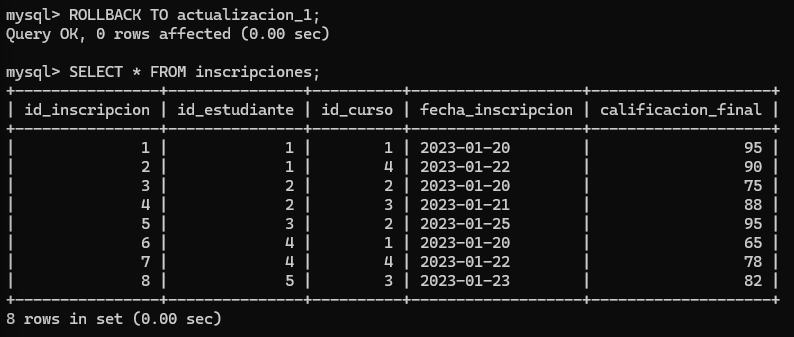 mysql> ROLLBACK TO actualizacion_1;
Query OK, 0 rows affected (0.00 sec)

mysql> SELECT * FROM inscripciones;
+----------------+---------------+----------+-------------------+--------------------+
| id_inscripcion | id_estudiante | id_curso | fecha_inscripcion | calificacion_final |
+----------------+---------------+----------+-------------------+--------------------+
|              1 |             1 |        1 | 2023-01-20        |                 95 |
|              2 |             1 |        4 | 2023-01-22        |                 90 |
|              3 |             2 |        2 | 2023-01-20        |                 75 |
|              4 |             2 |        3 | 2023-01-21        |                 88 |
|              5 |             3 |        2 | 2023-01-25        |                 95 |
|              6 |             4 |        1 | 2023-01-20        |                 65 |
|              7 |             4 |        4 | 2023-01-22        |                 78 |
|              8 |             5 |        3 | 2023-01-23        |                 82 |
+----------------+---------------+----------+-------------------+--------------------+
8 rows in set (0.00 sec)